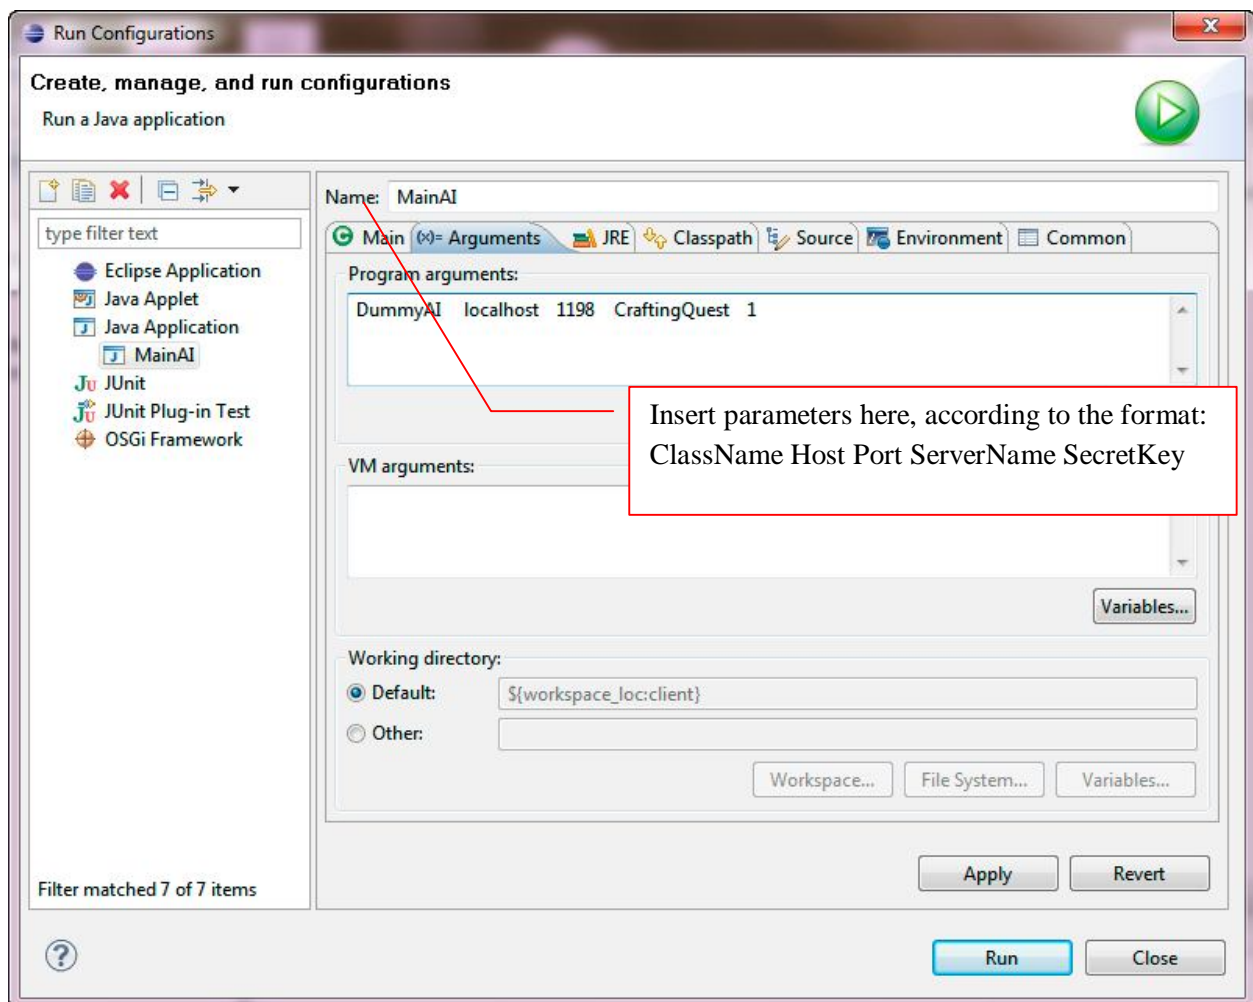 Run Configurations
Create, manage, and run configurations
Run a Java application
type filter text
Eclipse Application
Java Applet
Java Application
MainAI
JUnit
JUnit Plug-in Test
OSGi Framework
Filter matched 7 of 7 items
Name: MainAI
Main (x)= Arguments JRE Classpath Source Environment Common
Program arguments:
DummyAI localhost 1198 CraftingQuest 1
Insert parameters here, according to the format:
ClassName Host Port ServerName SecretKey
VM arguments:
Variables...
Working directory:
Default: ${workspace_loc:client}
Other:
Workspace... File System... Variables...
Apply Revert
Run Close